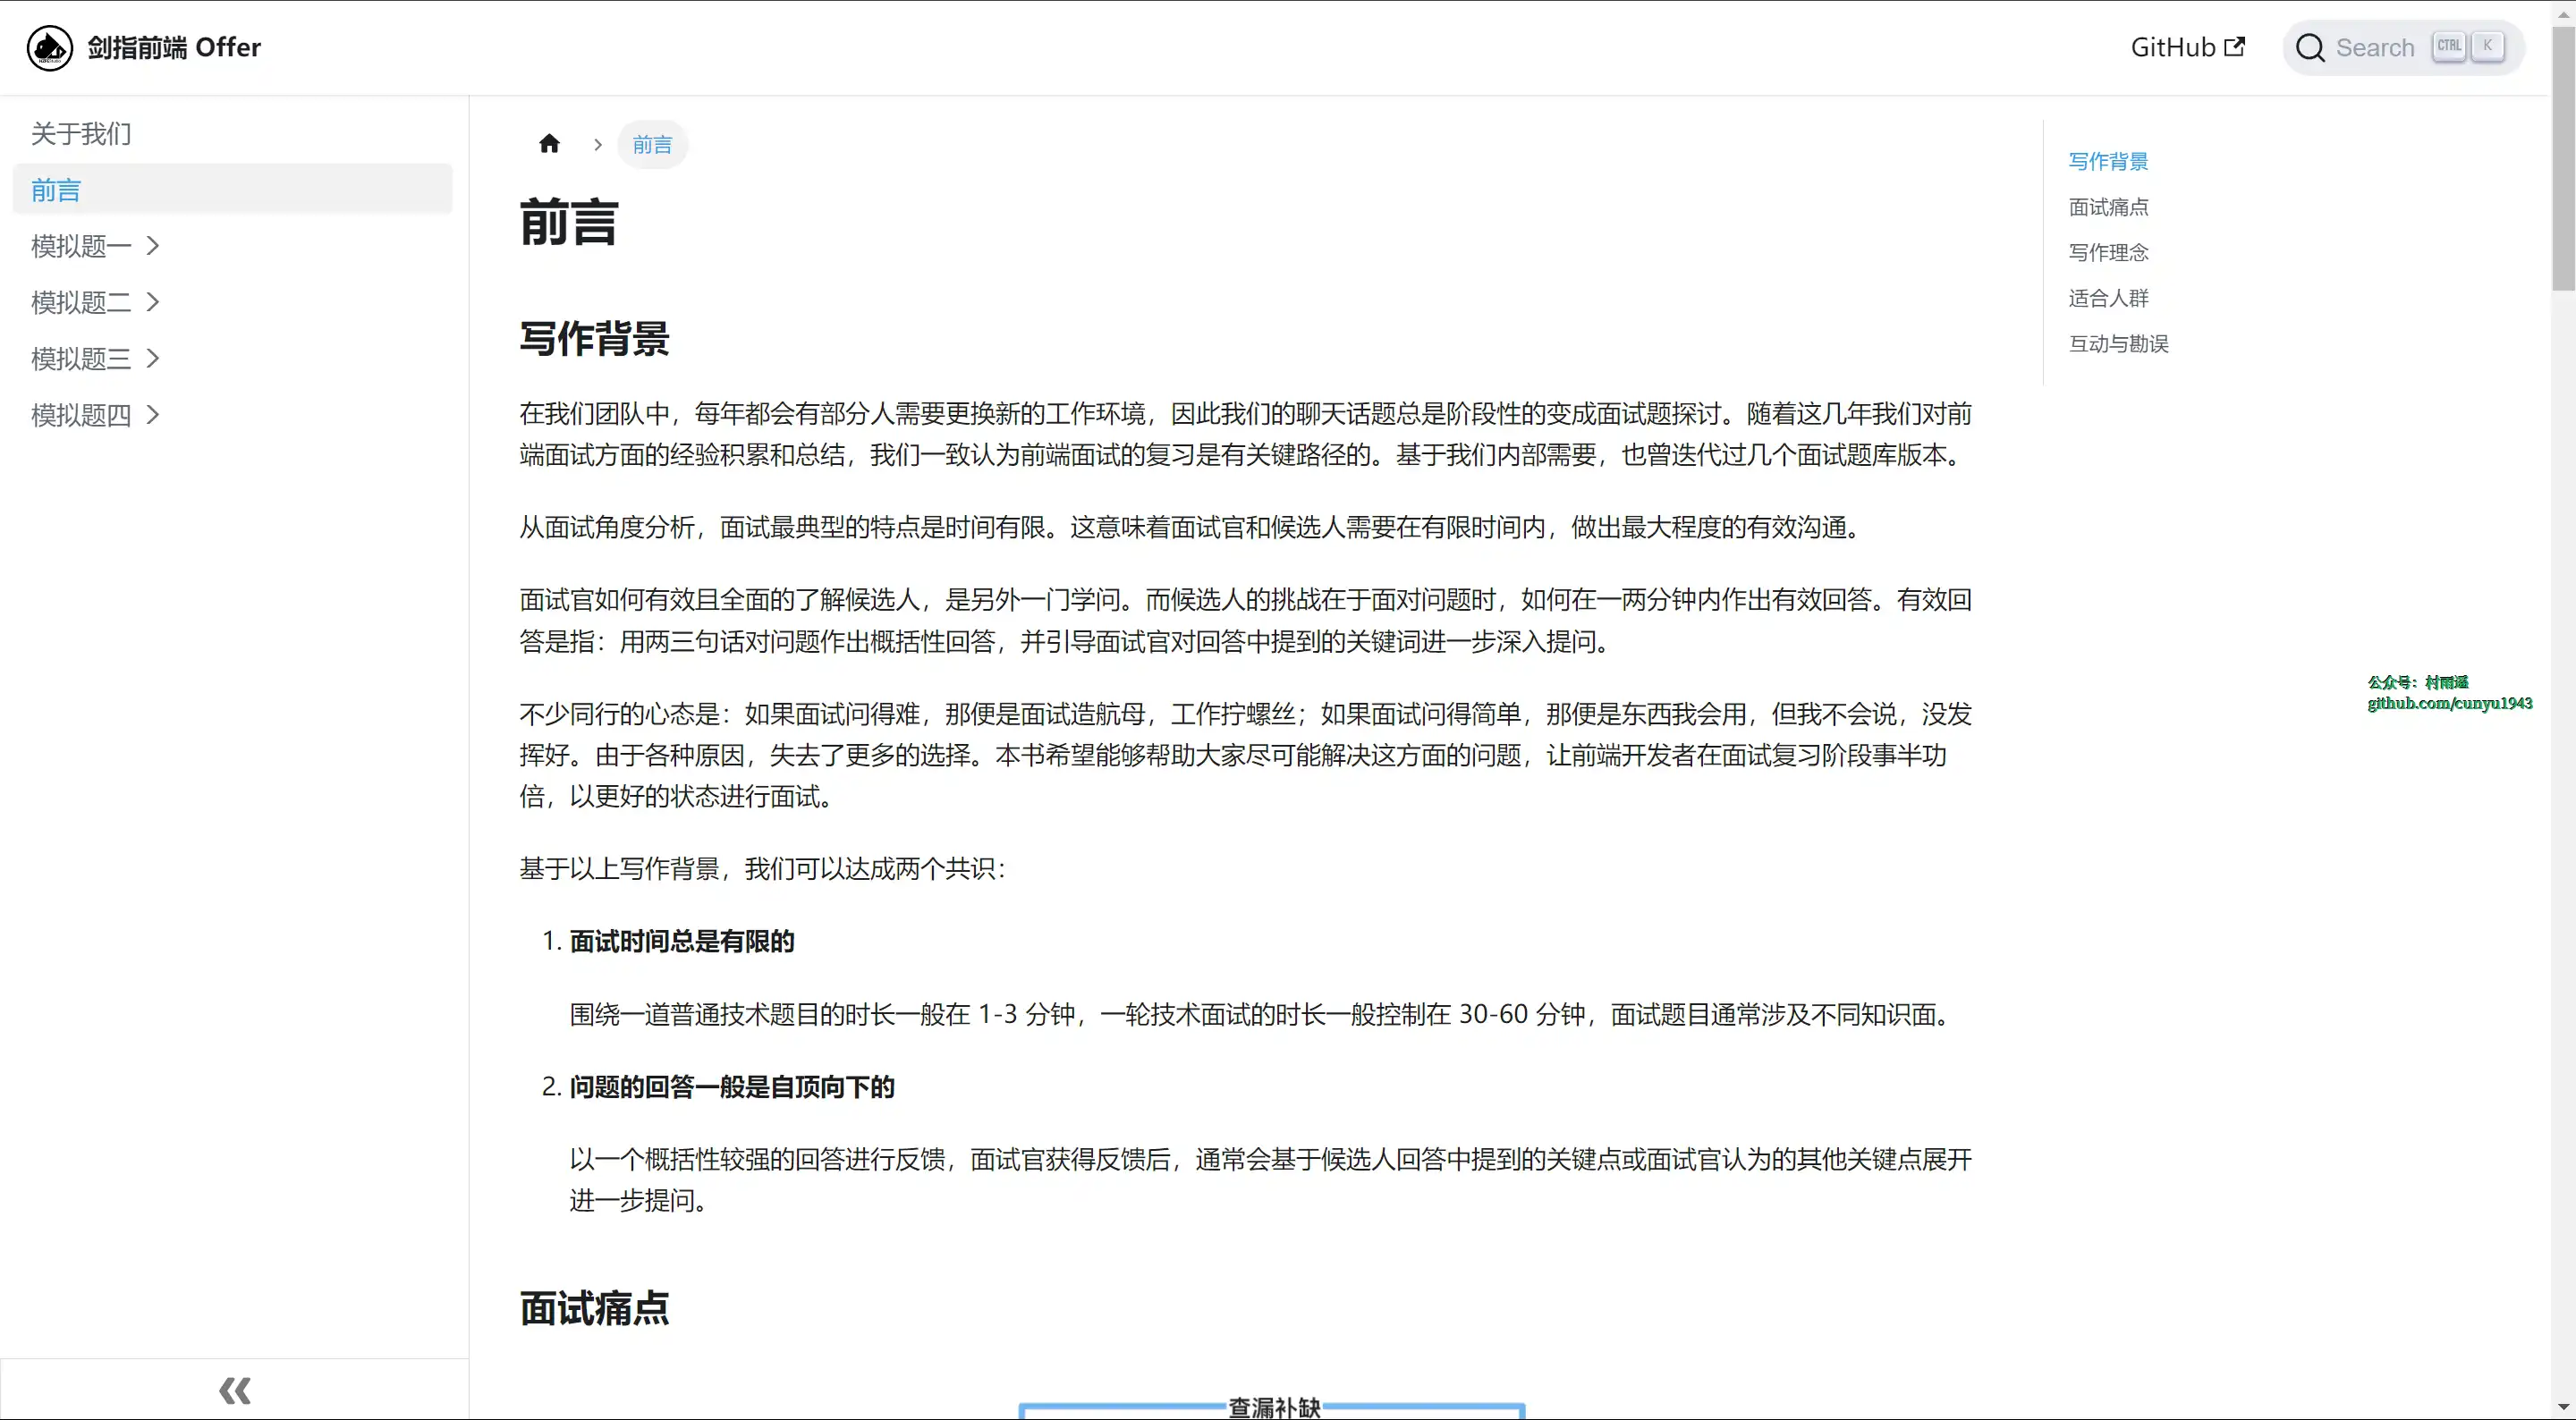 剑指前端 Offer
GitHub
Search
CTRL
K
关于我们
前言
模拟题一
模拟题二
模拟题三
模拟题四
前言
前言
写作背景
在我们团队中，每年都会有部分人需要更换新的工作环境，因此我们的聊天话题总是阶段性的变成面试题探讨。随着这几年我们对前
端面试方面的经验积累和总结，我们一致认为前端面试的复习是有关键路径的。基于我们内部需要，也曾迭代过几个面试题库版本。
从面试角度分析，面试最典型的特点是时间有限。这意味着面试官和候选人需要在有限时间内，做出最大程度的有效沟通。
面试官如何有效且全面的了解候选人，是另外一门学问。而候选人的挑战在于面对问题时，如何在一两分钟内作出有效回答。有效回
答是指：用两三句话对问题作出概括性回答，并引导面试官对回答中提到的关键词进一步深入提问。
不少同行的心态是：如果面试问得难，那便是面试造航母，工作拧螺丝；如果面试问得简单，那便是东西我会用，但我不会说，没发
挥好。由于各种原因，失去了更多的选择。本书希望能够帮助大家尽可能解决这方面的问题，让前端开发者在面试复习阶段事半功
倍，以更好的状态进行面试。
基于以上写作背景，我们可以达成两个共识：
1. 面试时间总是有限的
围绕一道普通技术题目的时长一般在 1-3 分钟，一轮技术面试的时长一般控制在 30-60 分钟，面试题目通常涉及不同知识面。
2. 问题的回答一般是自顶向下的
以一个概括性较强的回答进行反馈，面试官获得反馈后，通常会基于候选人回答中提到的关键点或面试官认为的其他关键点展开
进一步提问。
面试痛点
查漏补缺
写作背景
面试痛点
写作理念
适合人群
互动与勘误
公众号：村雨遥
github.com/cunyu1943